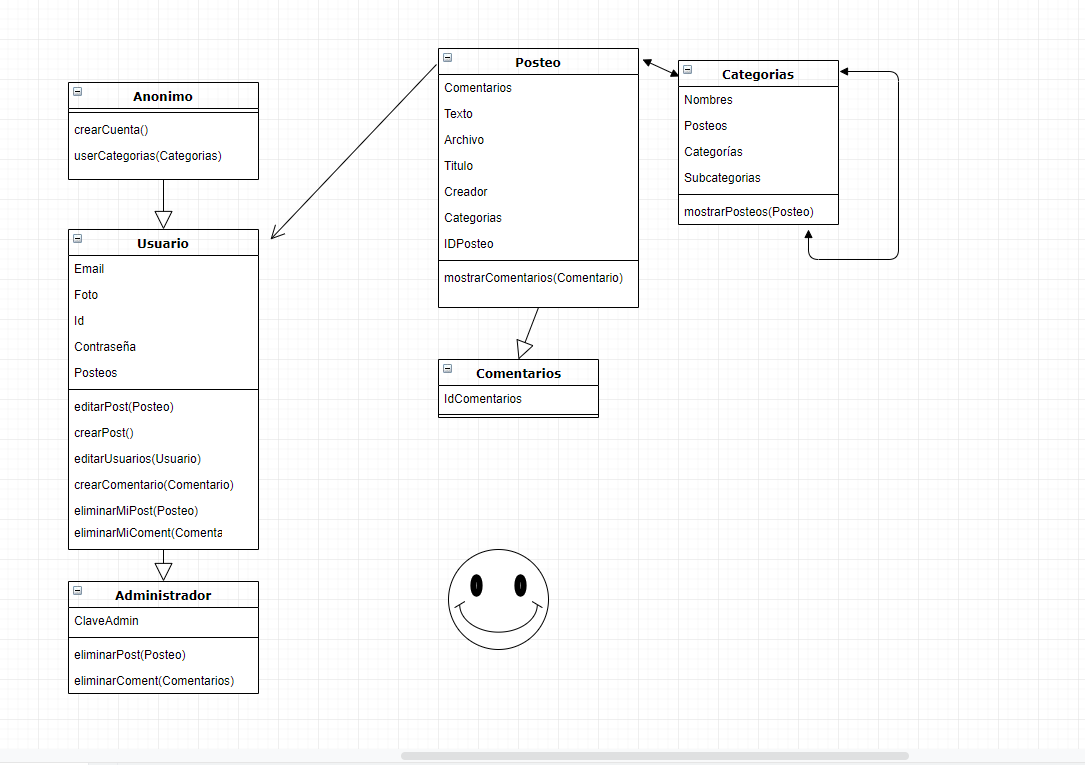 Anonimo
crearCuenta()
userCategorias(Categorias)
Usuario
Email
Foto
Id
Contraseña
Posteos
editarPost(Posteo)
crearPost()
editarUsuarios(Usuario)
crearComentario(Comentario)
eliminarMiPost(Posteo)
eliminarMiComent(Comenta
Administrador
ClaveAdmin
eliminarPost(Posteo)
eliminarComent(Comentarios)
Posteo
Comentarios
Texto
Archivo
Titulo
Creador
Categorias
IDPosteo
mostrarComentarios(Comentario)
Comentarios
IdComentarios
Categorias
Nombres
Posteos
Categorías
Subcategorias
mostrarPosteos(Posteo)